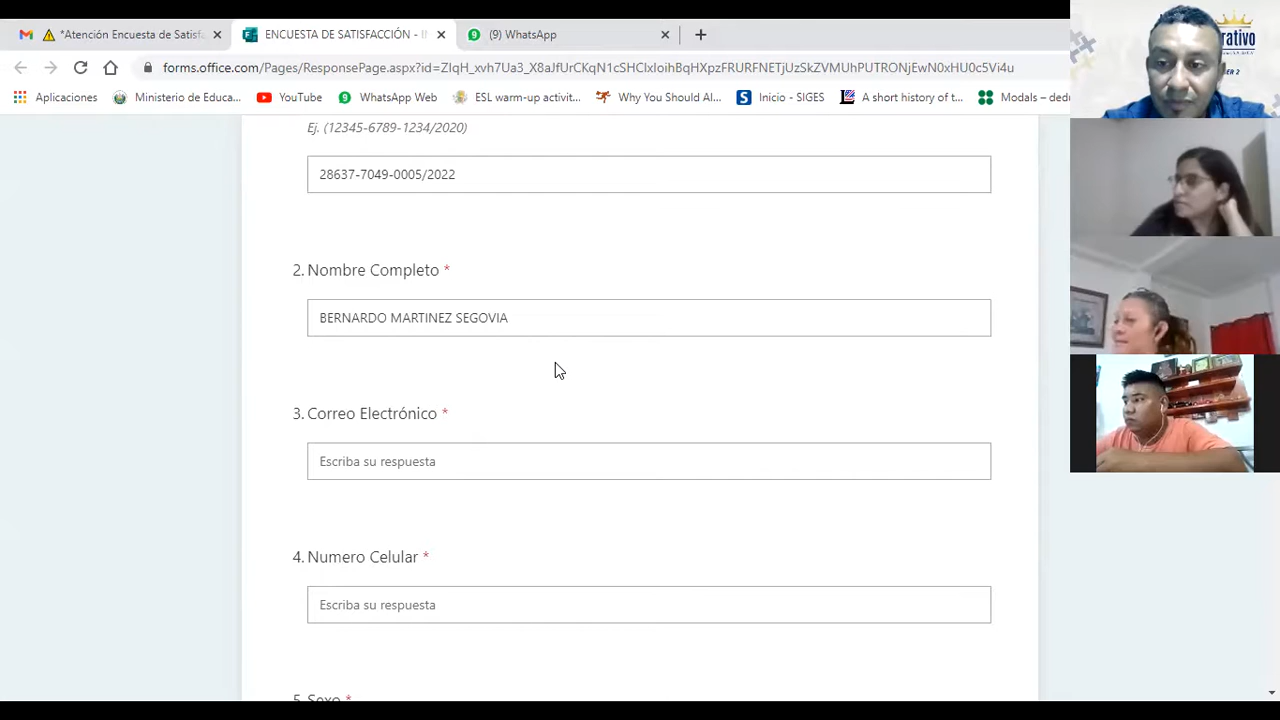 *Atención Encuesta de Satisf
ENCUESTA DE SATISFACCIÓN - I
(9) WhatsApp
forms.office.com/Pages/ResponsePage.aspx?id=
Aplicaciones
Ministerio de Educa...
YouTube
WhatsApp Web
ESL warm-up activit...
Why You Should Al...
Inicio - SIGES
A short history of t...
Modals – dedu
Ej. (12345-6789-1234/2020)
28637-7049-0005/2022
2. Nombre Completo *
BERNARDO MARTINEZ SEGOVIA
3. Correo Electrónico *
Escriba su respuesta
4. Numero Celular *
Escriba su respuesta
5. Sexo *
rativo